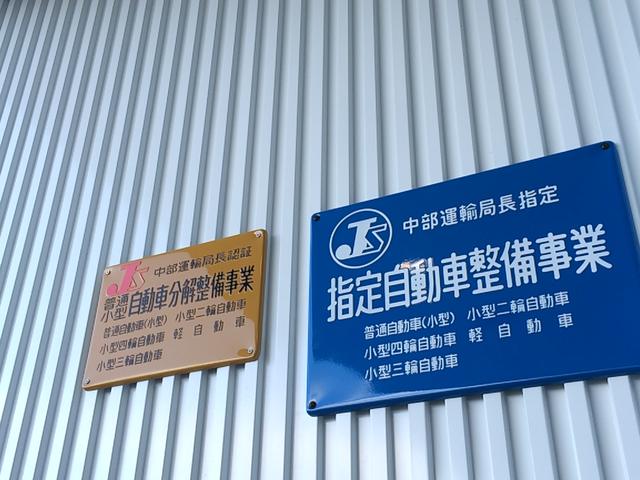 JS 中部運輸局長認証
普通
小型 自動車分解整備事業
普通自動車(小型) 小型二輪自動車
小型四輪自動車 軽自動車
小型三輪自動車
JS 中部運輸局長指定
指定自動車整備事業
普通自動車(小型) 小型二輪自動車
小型四輪自動車 軽自動車
小型三輪自動車